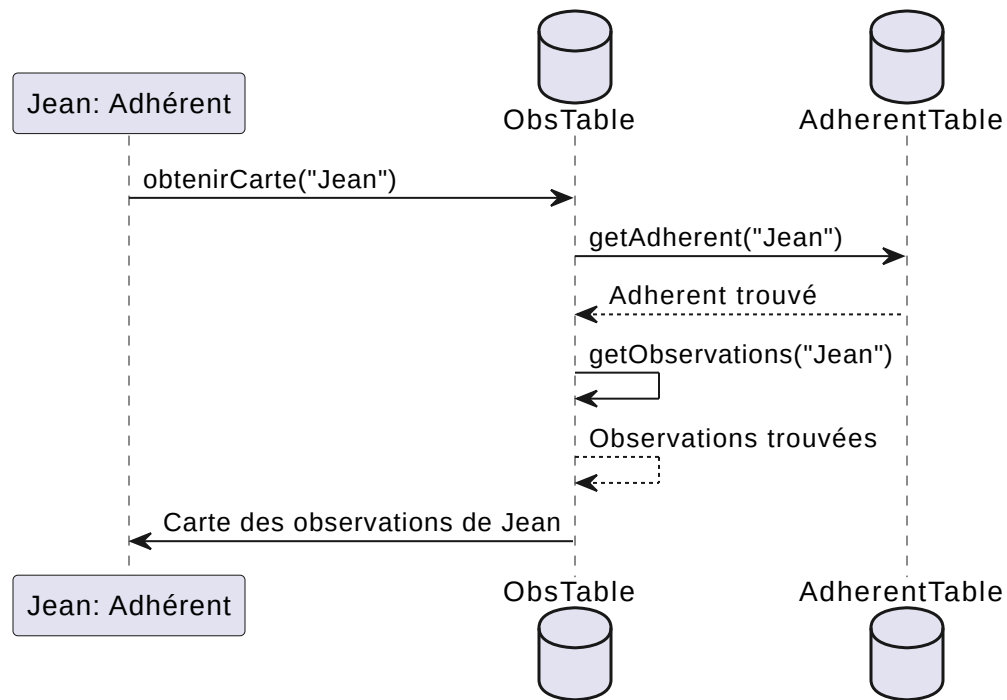 Jean: Adhérent
ObsTable
AdherentTable
obtenirCarte("Jean")
getAdherent("Jean")
Adherent trouvé
getObservations("Jean")
Observations trouvées
Carte des observations de Jean
Jean: Adhérent
ObsTable
AdherentTable